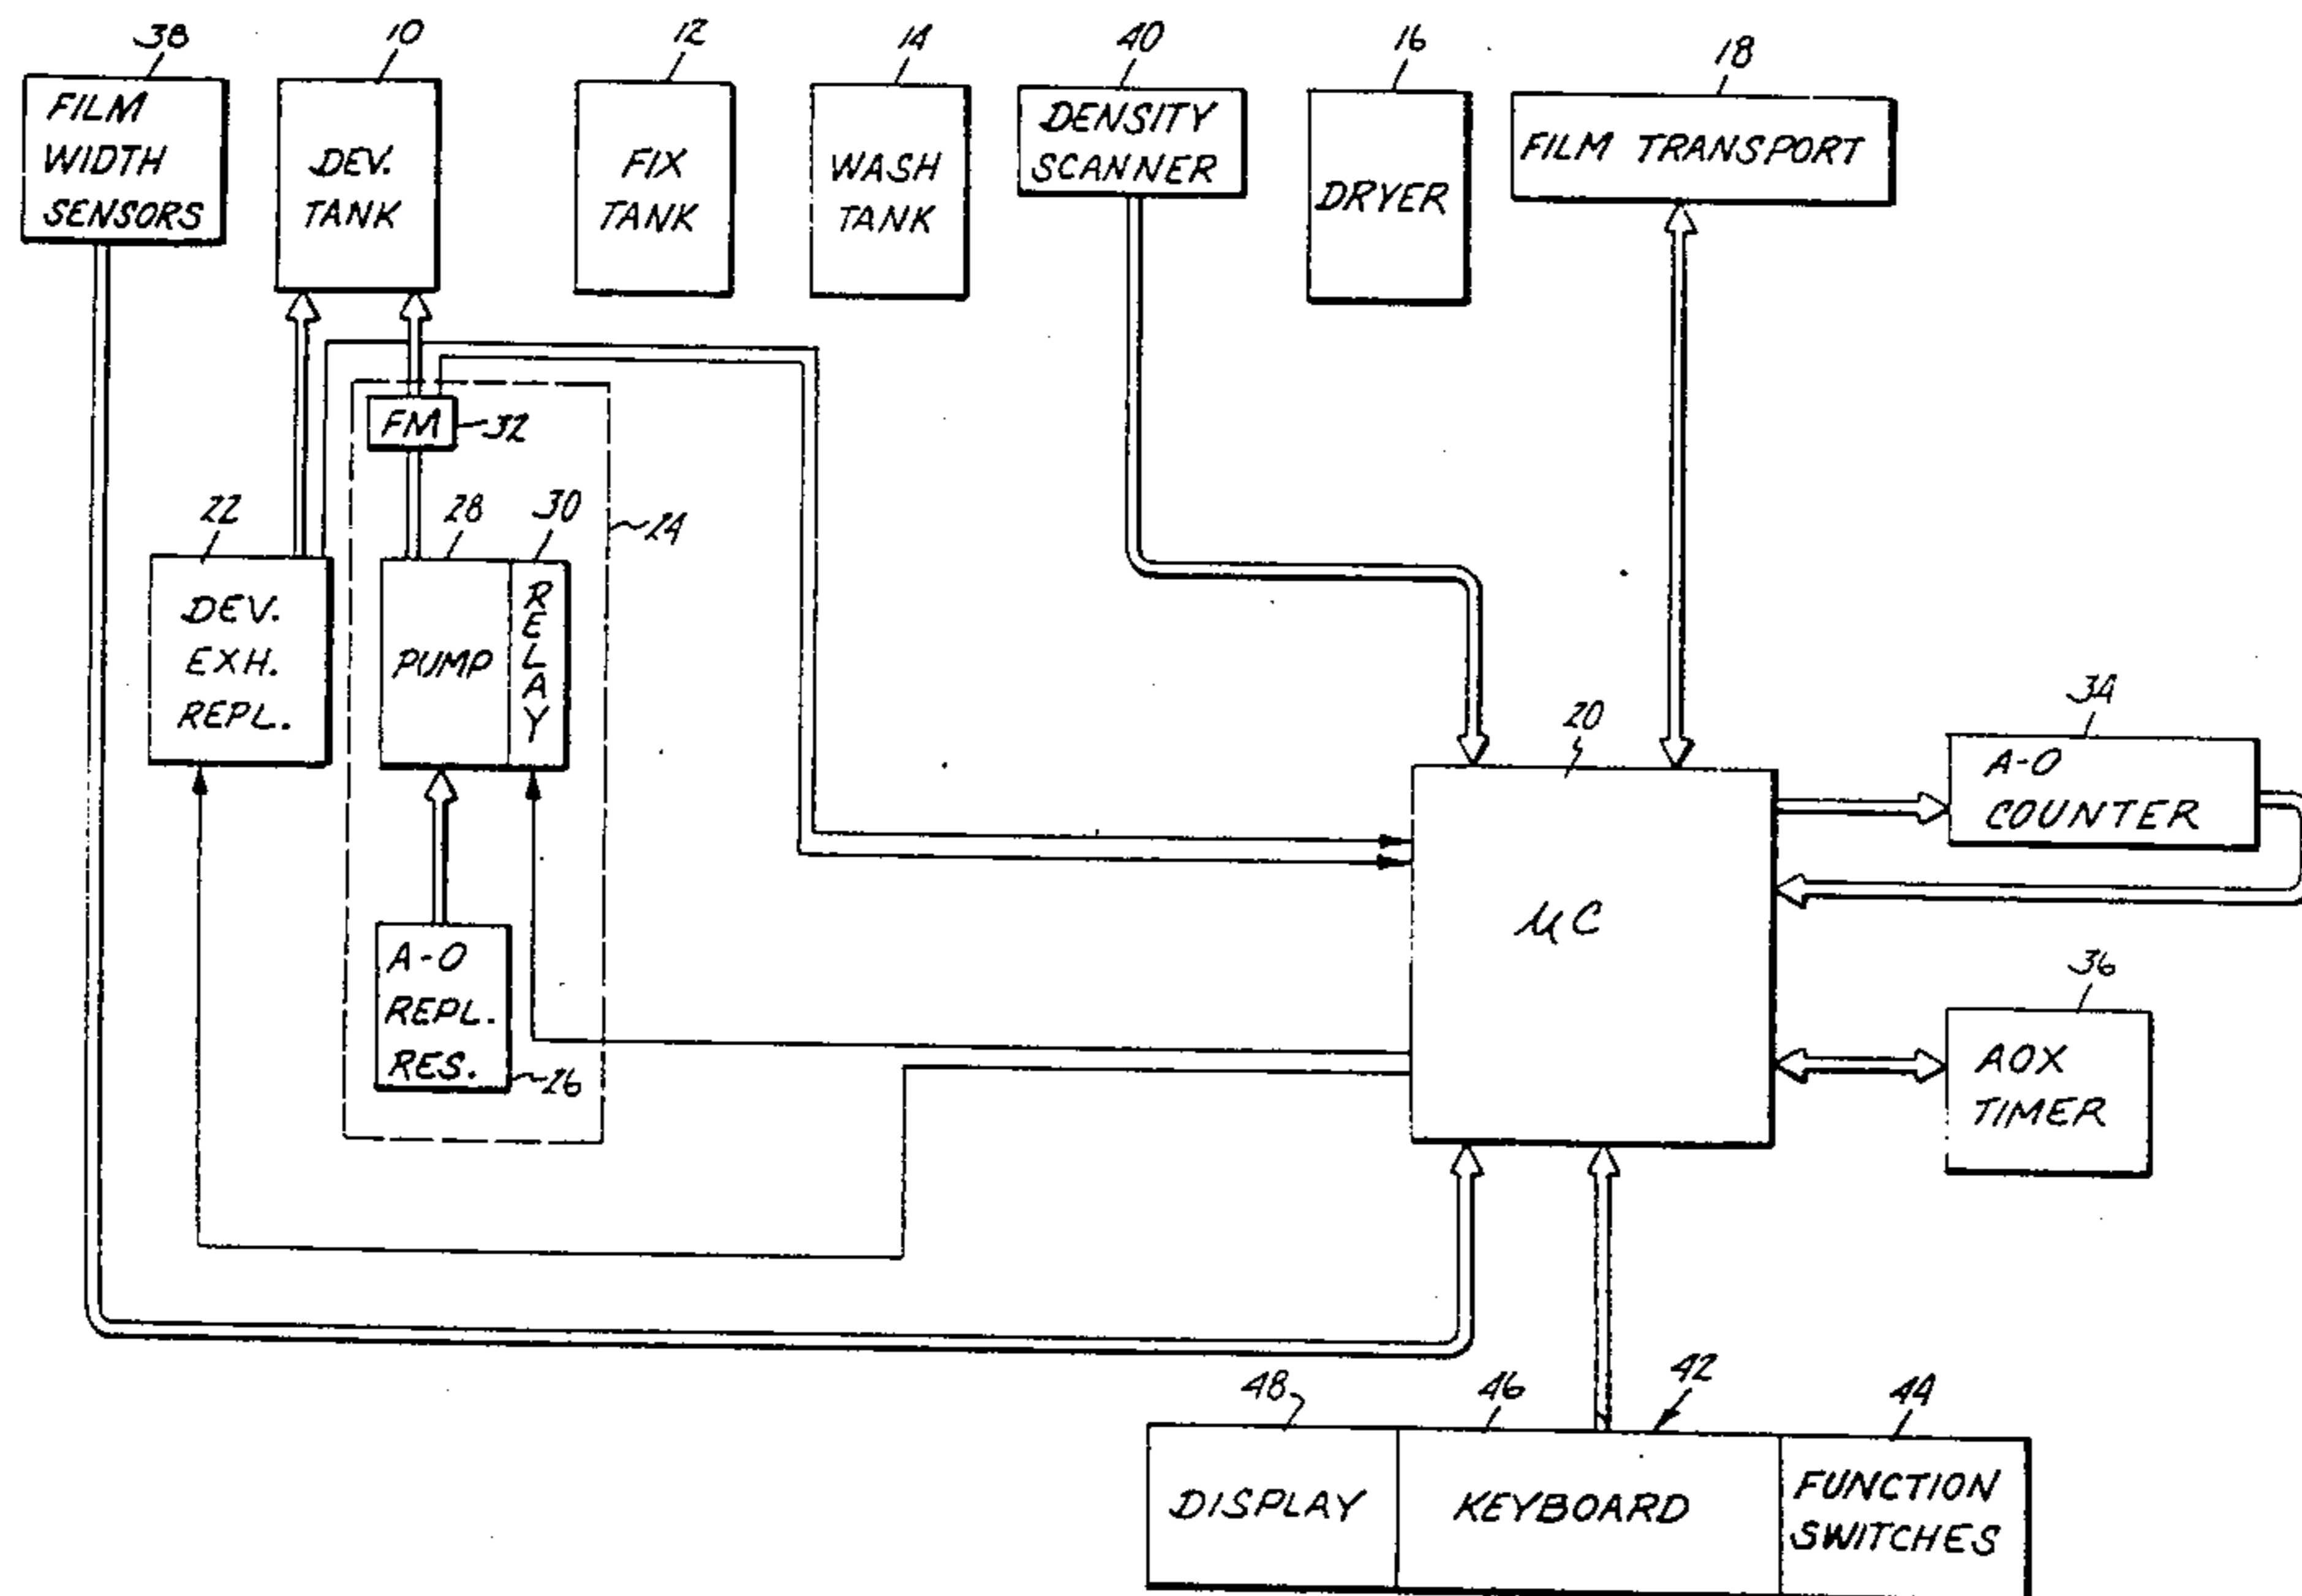 38
10
12
14
40
16
18
FILM
WIDTH
SENSORS
DEV.
TANK
FIX
TANK
WASH
TANK
DENSITY
SCANNER
DRYER
FILM TRANSPORT
FM
32
22
28
30
24
DEV.
EXH.
REPL.
PUMP
RELAY
20
34
A-O
COUNTER
μC
A-O
REPL.
RES.
26
36
AOX
TIMER
48
46
42
44
DISPLAY
KEYBOARD
FUNCTION
SWITCHES